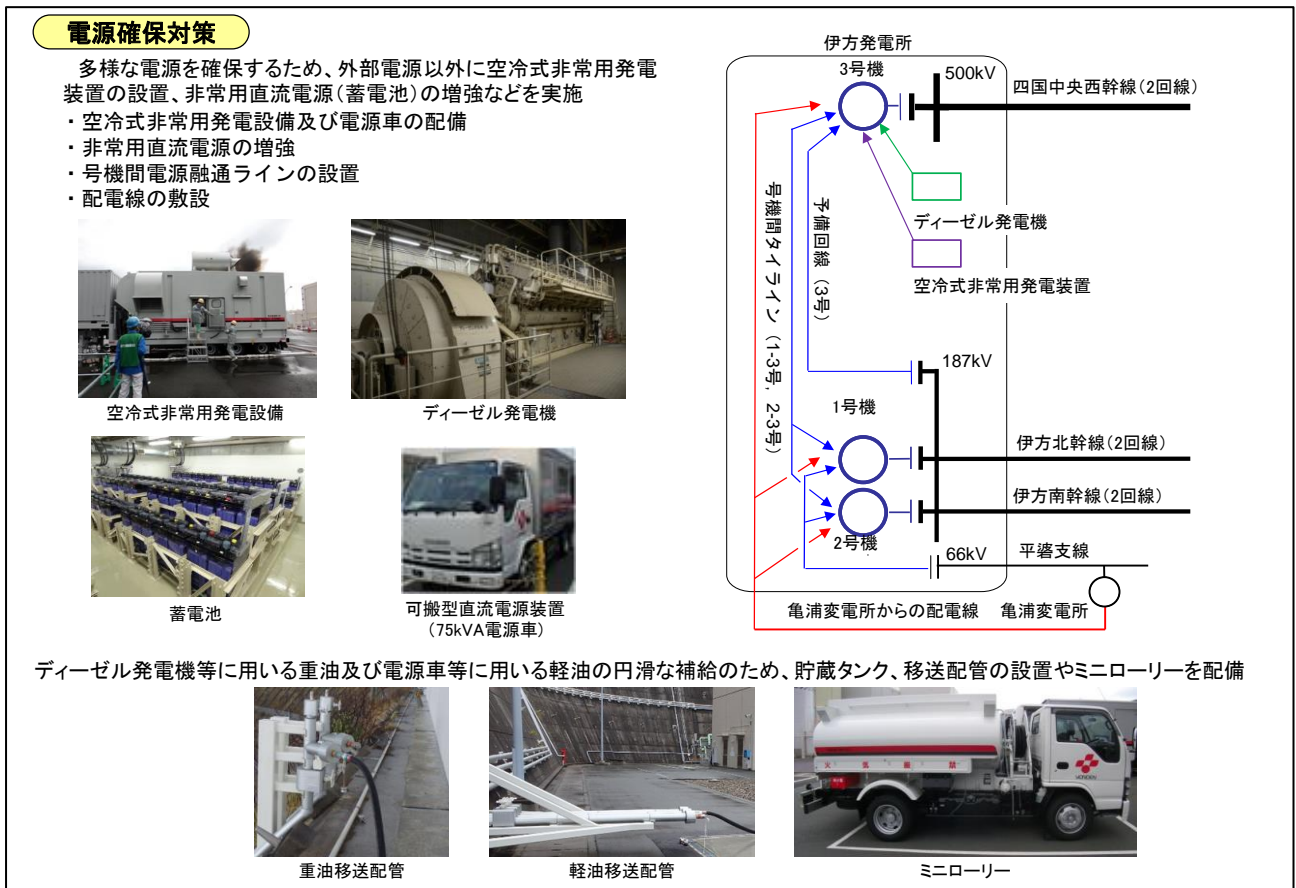 電源確保対策
多様な電源を確保するため、外部電源以外に空冷式非常用発電
装置の設置、非常用直流電源(蓄電池)の増強などを実施
・空冷式非常用発電設備及び電源車の配備
・非常用直流電源の増強
・号機間電源融通ラインの設置
・配電線の敷設
空冷式非常用発電設備
ディーゼル発電機
蓄電池
可搬型直流電源装置
(75kVA電源車)
伊方発電所
3号機
500kV
四国中央西幹線(2回線)
ディーゼル発電機
空冷式非常用発電装置
号機間タイライン(1-3号, 2-3号)
予備回線(3号)
187kV
1号機
伊方北幹線(2回線)
伊方南幹線(2回線)
2号機
66kV
平碆支線
亀浦変電所からの配電線
亀浦変電所
ディーゼル発電機等に用いる重油及び電源車等に用いる軽油の円滑な補給のため、貯蔵タンク、移送配管の設置やミニローリーを配備
重油移送配管
軽油移送配管
火気厳禁
YONDEN
ミニローリー